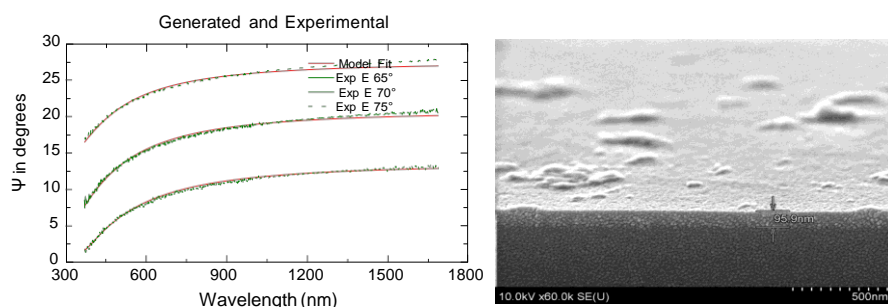 Generated and Experimental
Ψ in degrees
30
25
20
15
10
5
0
Model Fit
Exp E 65°
Exp E 70°
Exp E 75°
300 600 900 1200 1500 1800
Wavelength (nm)
95.9nm
10.0kV x60.0k SE(U)
500nm